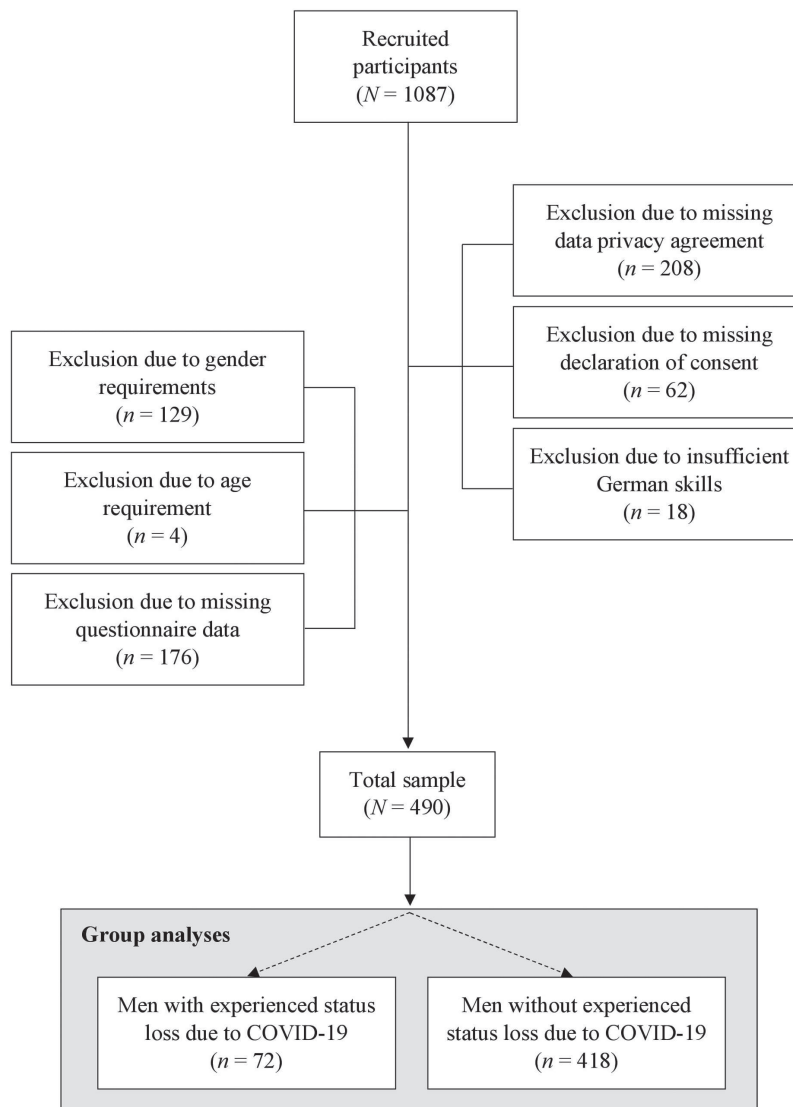 Recruited
participants
(N = 1087)
Exclusion due to missing
data privacy agreement
(n = 208)
Exclusion due to missing
declaration of consent
(n = 62)
Exclusion due to insufficient
German skills
(n = 18)
Exclusion due to gender
requirements
(n = 129)
Exclusion due to age
requirement
(n = 4)
Exclusion due to missing
questionnaire data
(n = 176)
Total sample
(N = 490)
Group analyses
Men with experienced status
loss due to COVID-19
(n = 72)
Men without experienced
status loss due to COVID-19
(n = 418)